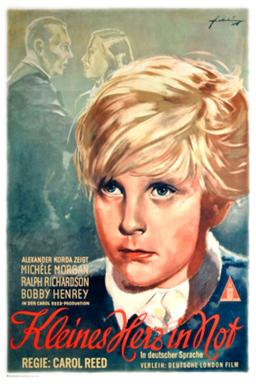 ALEXANDER KORDA ZEIGT
MICHÈLE MORGAN
RALPH RICHARDSON
BOBBY HENREY
IN DER CAROL REED-PRODUKTION
Kleines Herz in Not
In deutscher Sprache
REGIE: CAROL REED
VERLEIH: DEUTSCHE LONDON FILM